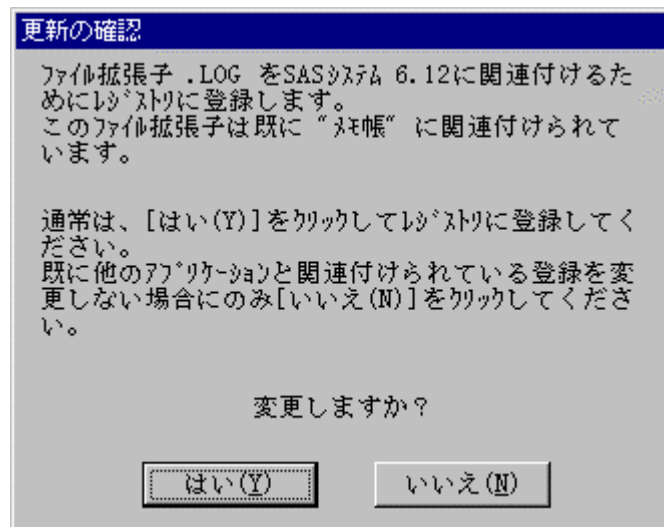 更新の確認
ﾌｧｲﾙ拡張子 .LOG をSASｼｽﾃﾑ 6.12に関連付けるた
めにﾚｼﾞｽﾄﾘに登録します。
このﾌｧｲﾙ拡張子は既に “ﾒﾓ帳” に関連付けられて
います。
通常は、[はい(Y)]をｸﾘｯｸしてﾚｼﾞｽﾄﾘに登録してく
ださい。
既に他のｱﾌﾟﾘｹｰｼｮﾝと関連付けられている登録を変
更しない場合にのみ[いいえ(N)]をｸﾘｯｸしてくださ
い。
変更しますか？
はい(Y)
いいえ(N)